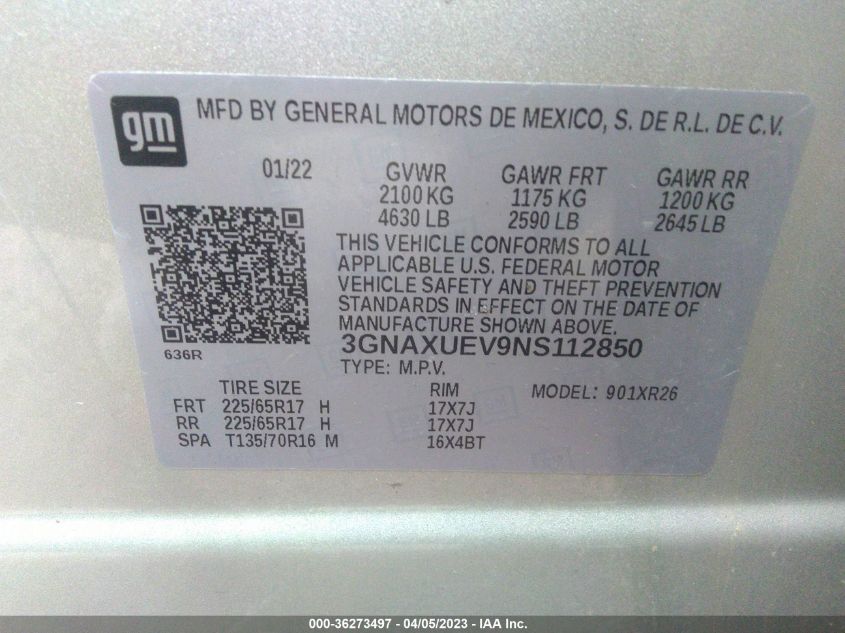 gm
MFD BY GENERAL MOTORS DE MEXICO, S. DE R.L. DE C.V.
01/22 GVWR GAWR FRT GAWR RR
2100 KG 1175 KG 1200 KG
4630 LB 2590 LB 2645 LB
THIS VEHICLE CONFORMS TO ALL
APPLICABLE U.S. FEDERAL MOTOR
VEHICLE SAFETY AND THEFT PREVENTION
STANDARDS IN EFFECT ON THE DATE OF
MANUFACTURE SHOWN ABOVE.
636R
3GNAXUEV9NS112850
TYPE: M.P.V.
TIRE SIZE RIM MODEL: 901XR26
FRT 225/65R17 H 17X7J
RR 225/65R17 H 17X7J
SPA T135/70R16 M 16X4BT
000-36273497 - 04/05/2023 - IAA Inc.